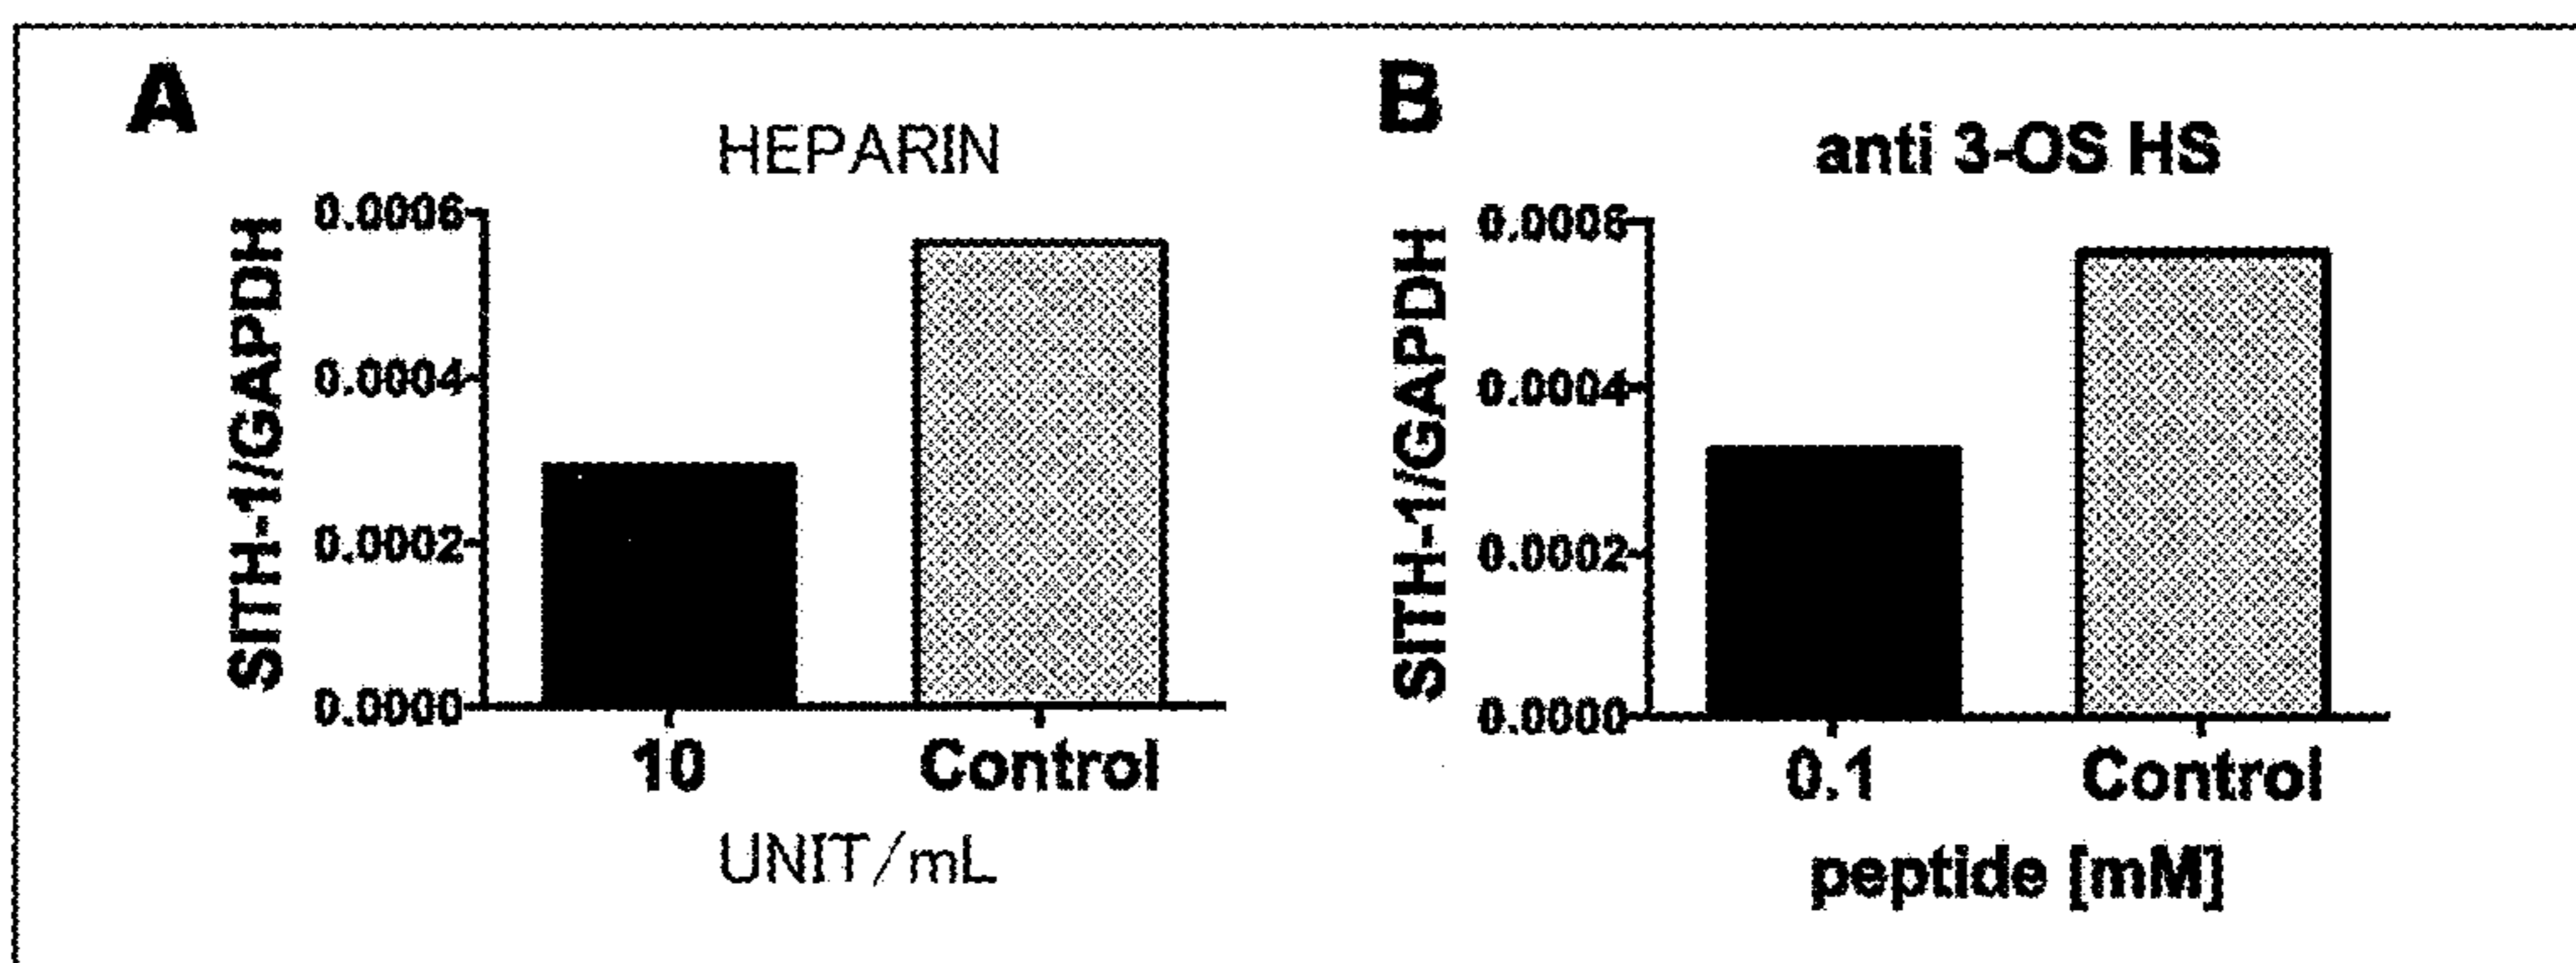 A
HEPARIN
SITH-1/GAPDH
0.0006
0.0004
0.0002
0.0000
10
Control
UNIT/mL
B
anti 3-OS HS
SITH-1/GAPDH
0.0006
0.0004
0.0002
0.0000
0.1
Control
peptide [mM]